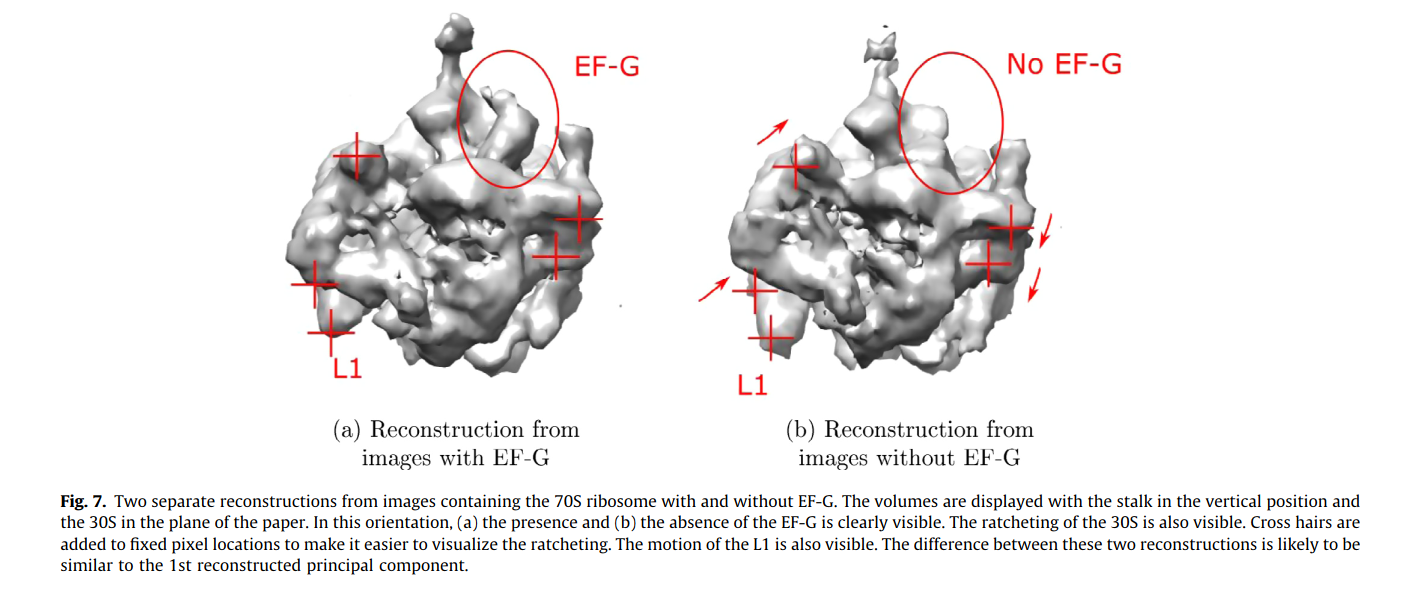 EF-G
No EF-G
L1
L1
(a) Reconstruction from
images with EF-G
(b) Reconstruction from
images without EF-G
Fig. 7. Two separate reconstructions from images containing the 70S ribosome with and without EF-G. The volumes are displayed with the stalk in the vertical position and
the 30S in the plane of the paper. In this orientation, (a) the presence and (b) the absence of the EF-G is clearly visible. The ratcheting of the 30S is also visible. Cross hairs are
added to fixed pixel locations to make it easier to visualize the ratcheting. The motion of the L1 is also visible. The difference between these two reconstructions is likely to be
similar to the 1st reconstructed principal component.